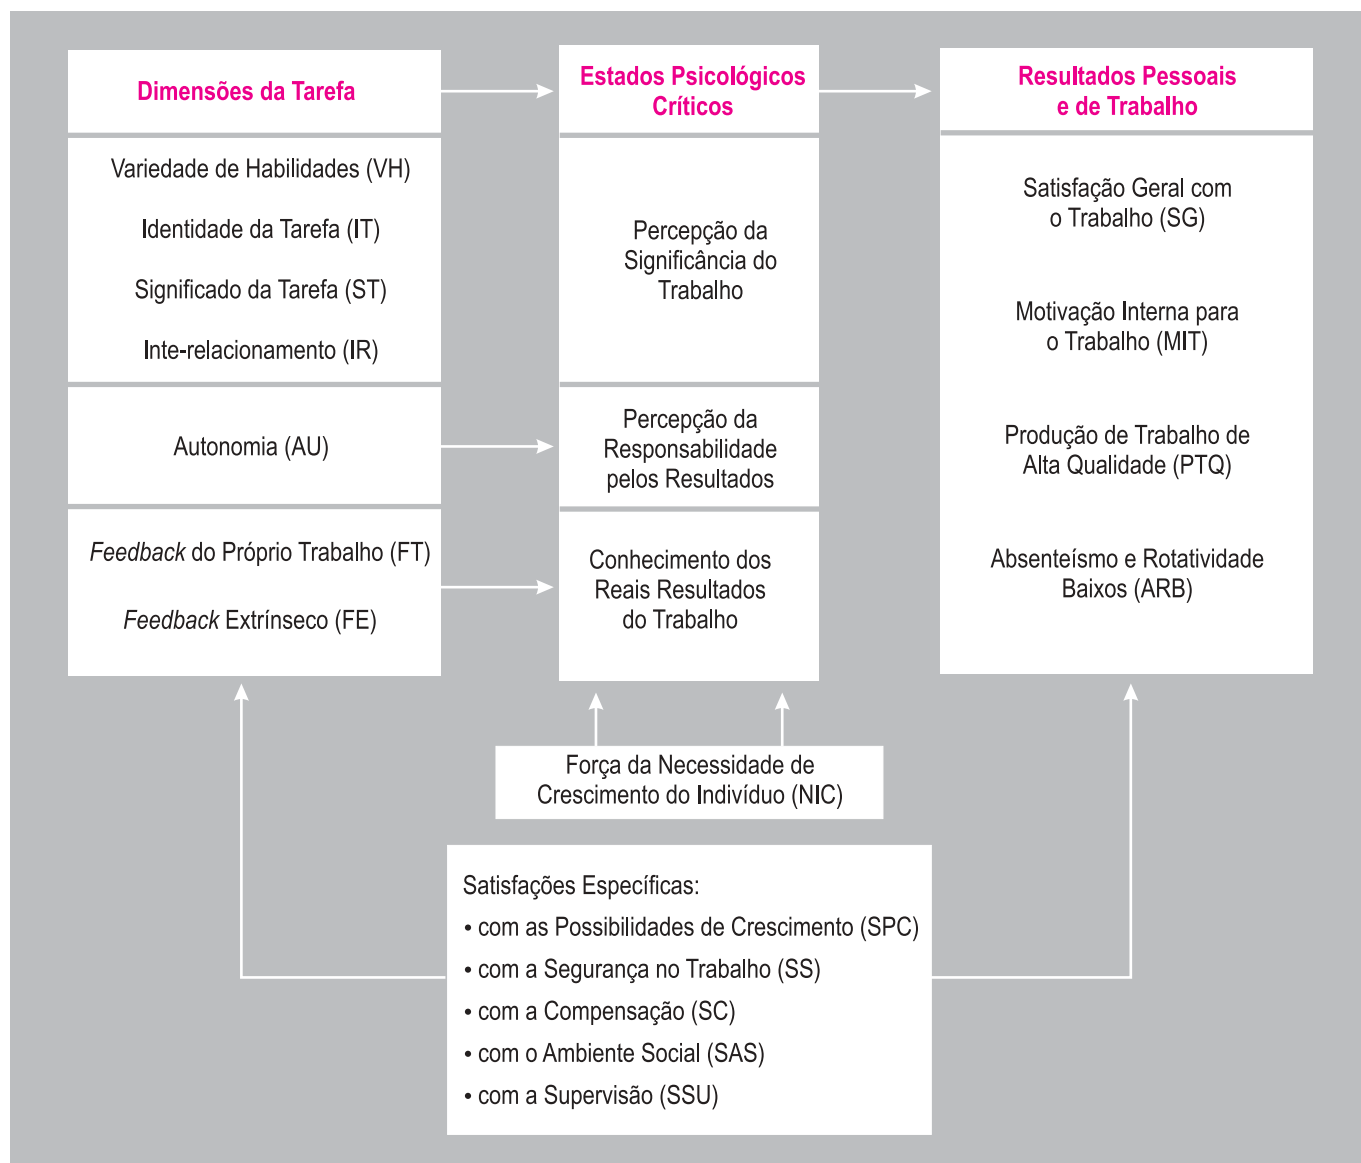 Dimensões da Tarefa
Variedade de Habilidades (VH)
Identidade da Tarefa (IT)
Significado da Tarefa (ST)
Inte-relacionamento (IR)
Autonomia (AU)
Feedback do Próprio Trabalho (FT)
Feedback Extrínseco (FE)
Estados Psicológicos
Críticos
Percepção da
Significância do
Trabalho
Percepção da
Responsabilidade
pelos Resultados
Conhecimento dos
Reais Resultados
do Trabalho
Resultados Pessoais
e de Trabalho
Satisfação Geral com
o Trabalho (SG)
Motivação Interna para
o Trabalho (MIT)
Produção de Trabalho de
Alta Qualidade (PTQ)
Absenteísmo e Rotatividade
Baixos (ARB)
Força da Necessidade de
Crescimento do Indivíduo (NIC)
Satisfações Específicas:
• com as Possibilidades de Crescimento (SPC)
• com a Segurança no Trabalho (SS)
• com a Compensação (SC)
• com o Ambiente Social (SAS)
• com a Supervisão (SSU)